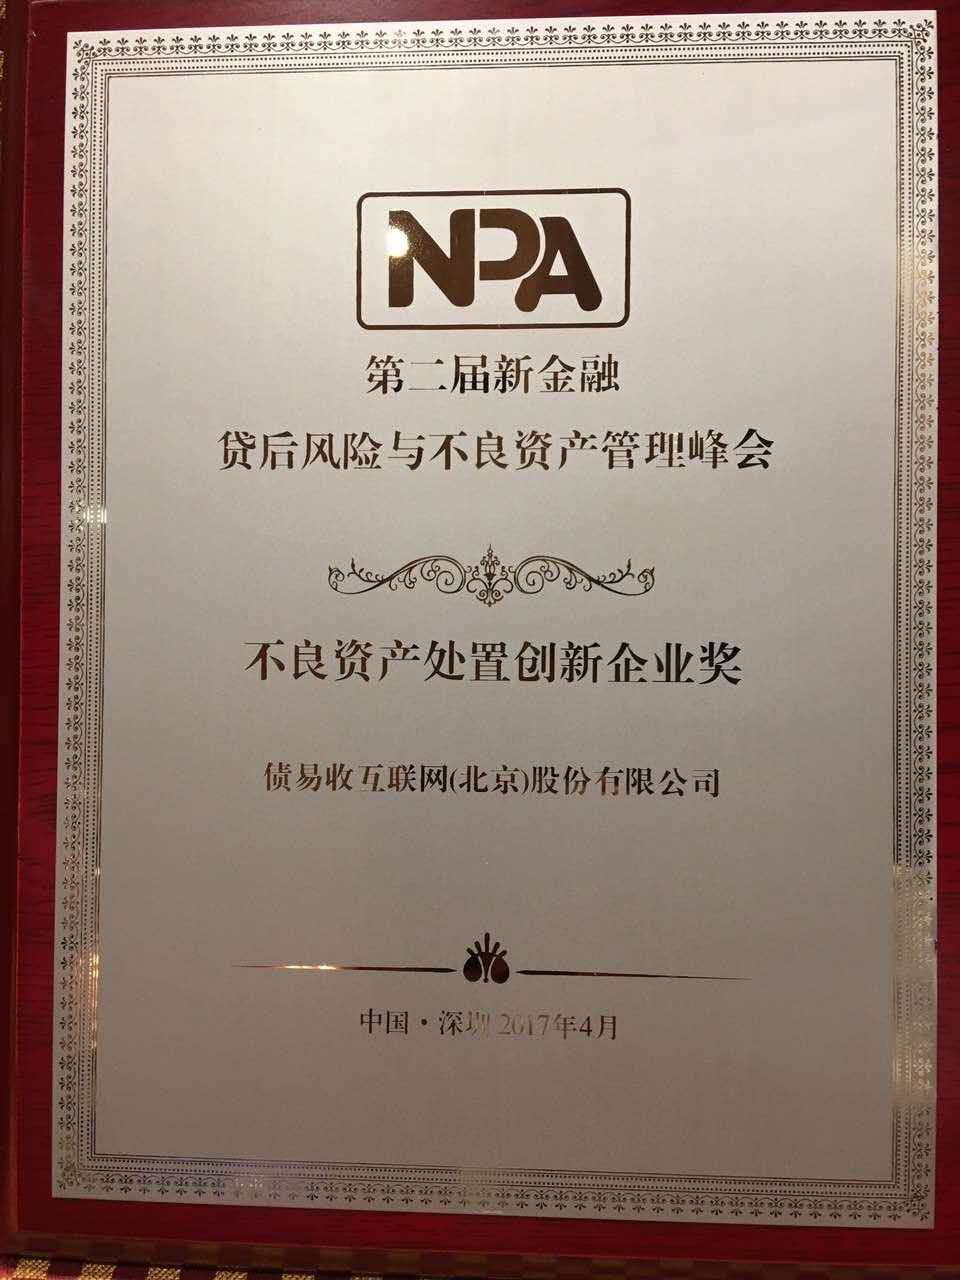 NPA
第二届新金融
贷后风险与不良资产管理峰会
不良资产处置创新企业奖
债易收互联网(北京)股份有限公司
中国·深圳 2017年4月